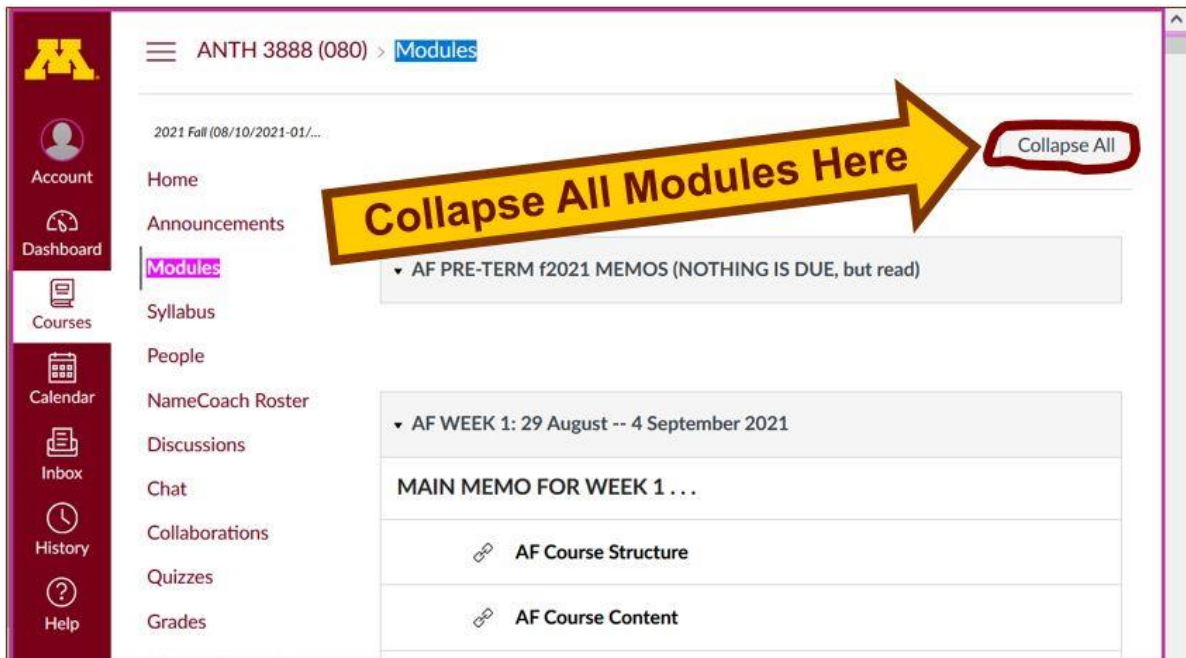 M
ANTH 3888 (080) > Modules
Account
Dashboard
Courses
Calendar
Inbox
History
Help
2021 Fall (08/10/2021-01/...
Home
Announcements
Modules
Syllabus
People
NameCoach Roster
Discussions
Chat
Collaborations
Quizzes
Grades
Collapse All Modules Here
Collapse All
AF PRE-TERM f2021 MEMOS (NOTHING IS DUE, but read)
AF WEEK 1: 29 August -- 4 September 2021
MAIN MEMO FOR WEEK 1 . . .
AF Course Structure
AF Course Content